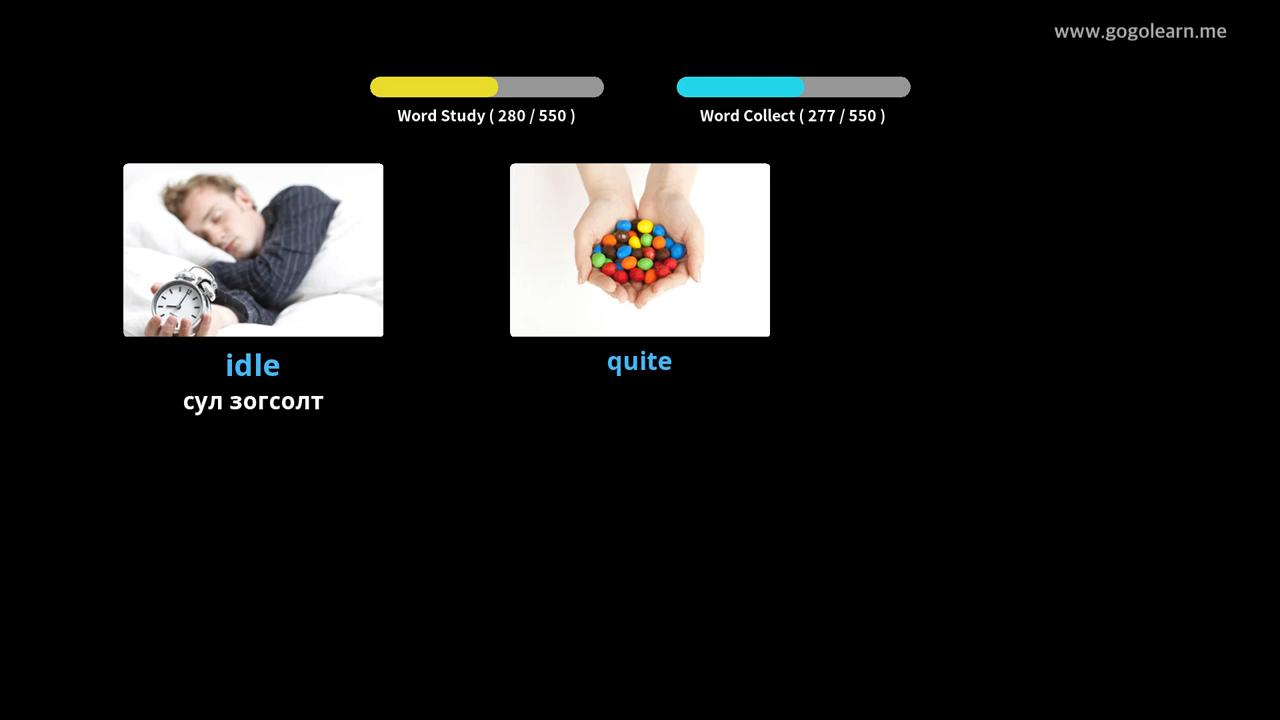 www.gogolearn.me
Word Study ( 280 / 550 )
Word Collect ( 277 / 550 )
idle
сул зогсолт
quite